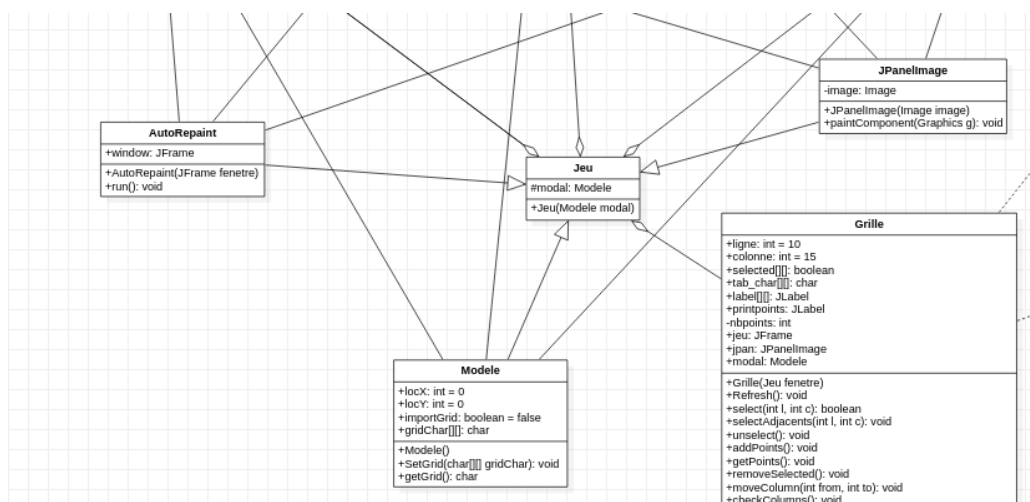 JPanelImage
-image: Image
+JPanelImage(Image image)
+paintComponent(Graphics g): void
AutoRepaint
+window: JFrame
+AutoRepaint(JFrame fenetre)
+run(): void
Jeu
#modal: Modele
+Jeu(Modele modal)
Grille
+ligne: int = 10
+colonne: int = 15
+selected[][]: boolean
+tab_char[][]: char
+label[][]: JLabel
+printpoints: JLabel
-nbpoints: int
+jeu: JFrame
+jpan: JPanelImage
+modal: Modele
+Grille(Jeu fenetre)
+Refresh(): void
+select(int l, int c): boolean
+selectAdjacents(int l, int c): void
+unselect(): void
+addPoints(): void
+getPoints(): void
+removeSelected(): void
+moveColumn(int from, int to): void
+checkColumns(): void
Modele
+locX: int = 0
+locY: int = 0
+importGrid: boolean = false
+gridChar[][]: char
+Modele()
+SetGrid(char[][] gridChar): void
+getGrid(): char